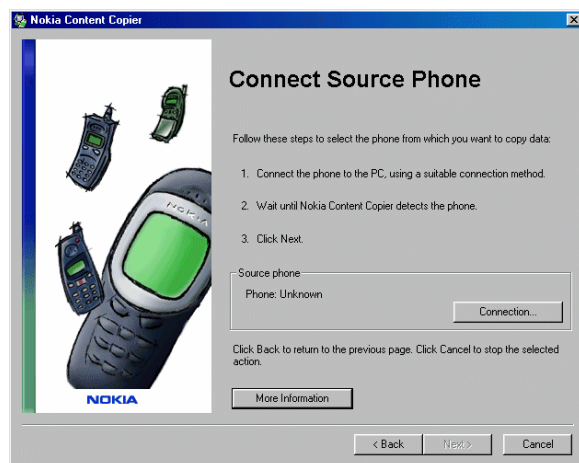 Nokia Content Copier
Connect Source Phone
Follow these steps to select the phone from which you want to copy data:
1. Connect the phone to the PC, using a suitable connection method.
2. Wait until Nokia Content Copier detects the phone.
3. Click Next.
Source phone
Phone: Unknown
Connection...
Click Back to return to the previous page. Click Cancel to stop the selected
action.
More Information
NOKIA
NOKIA
< Back
Next >
Cancel